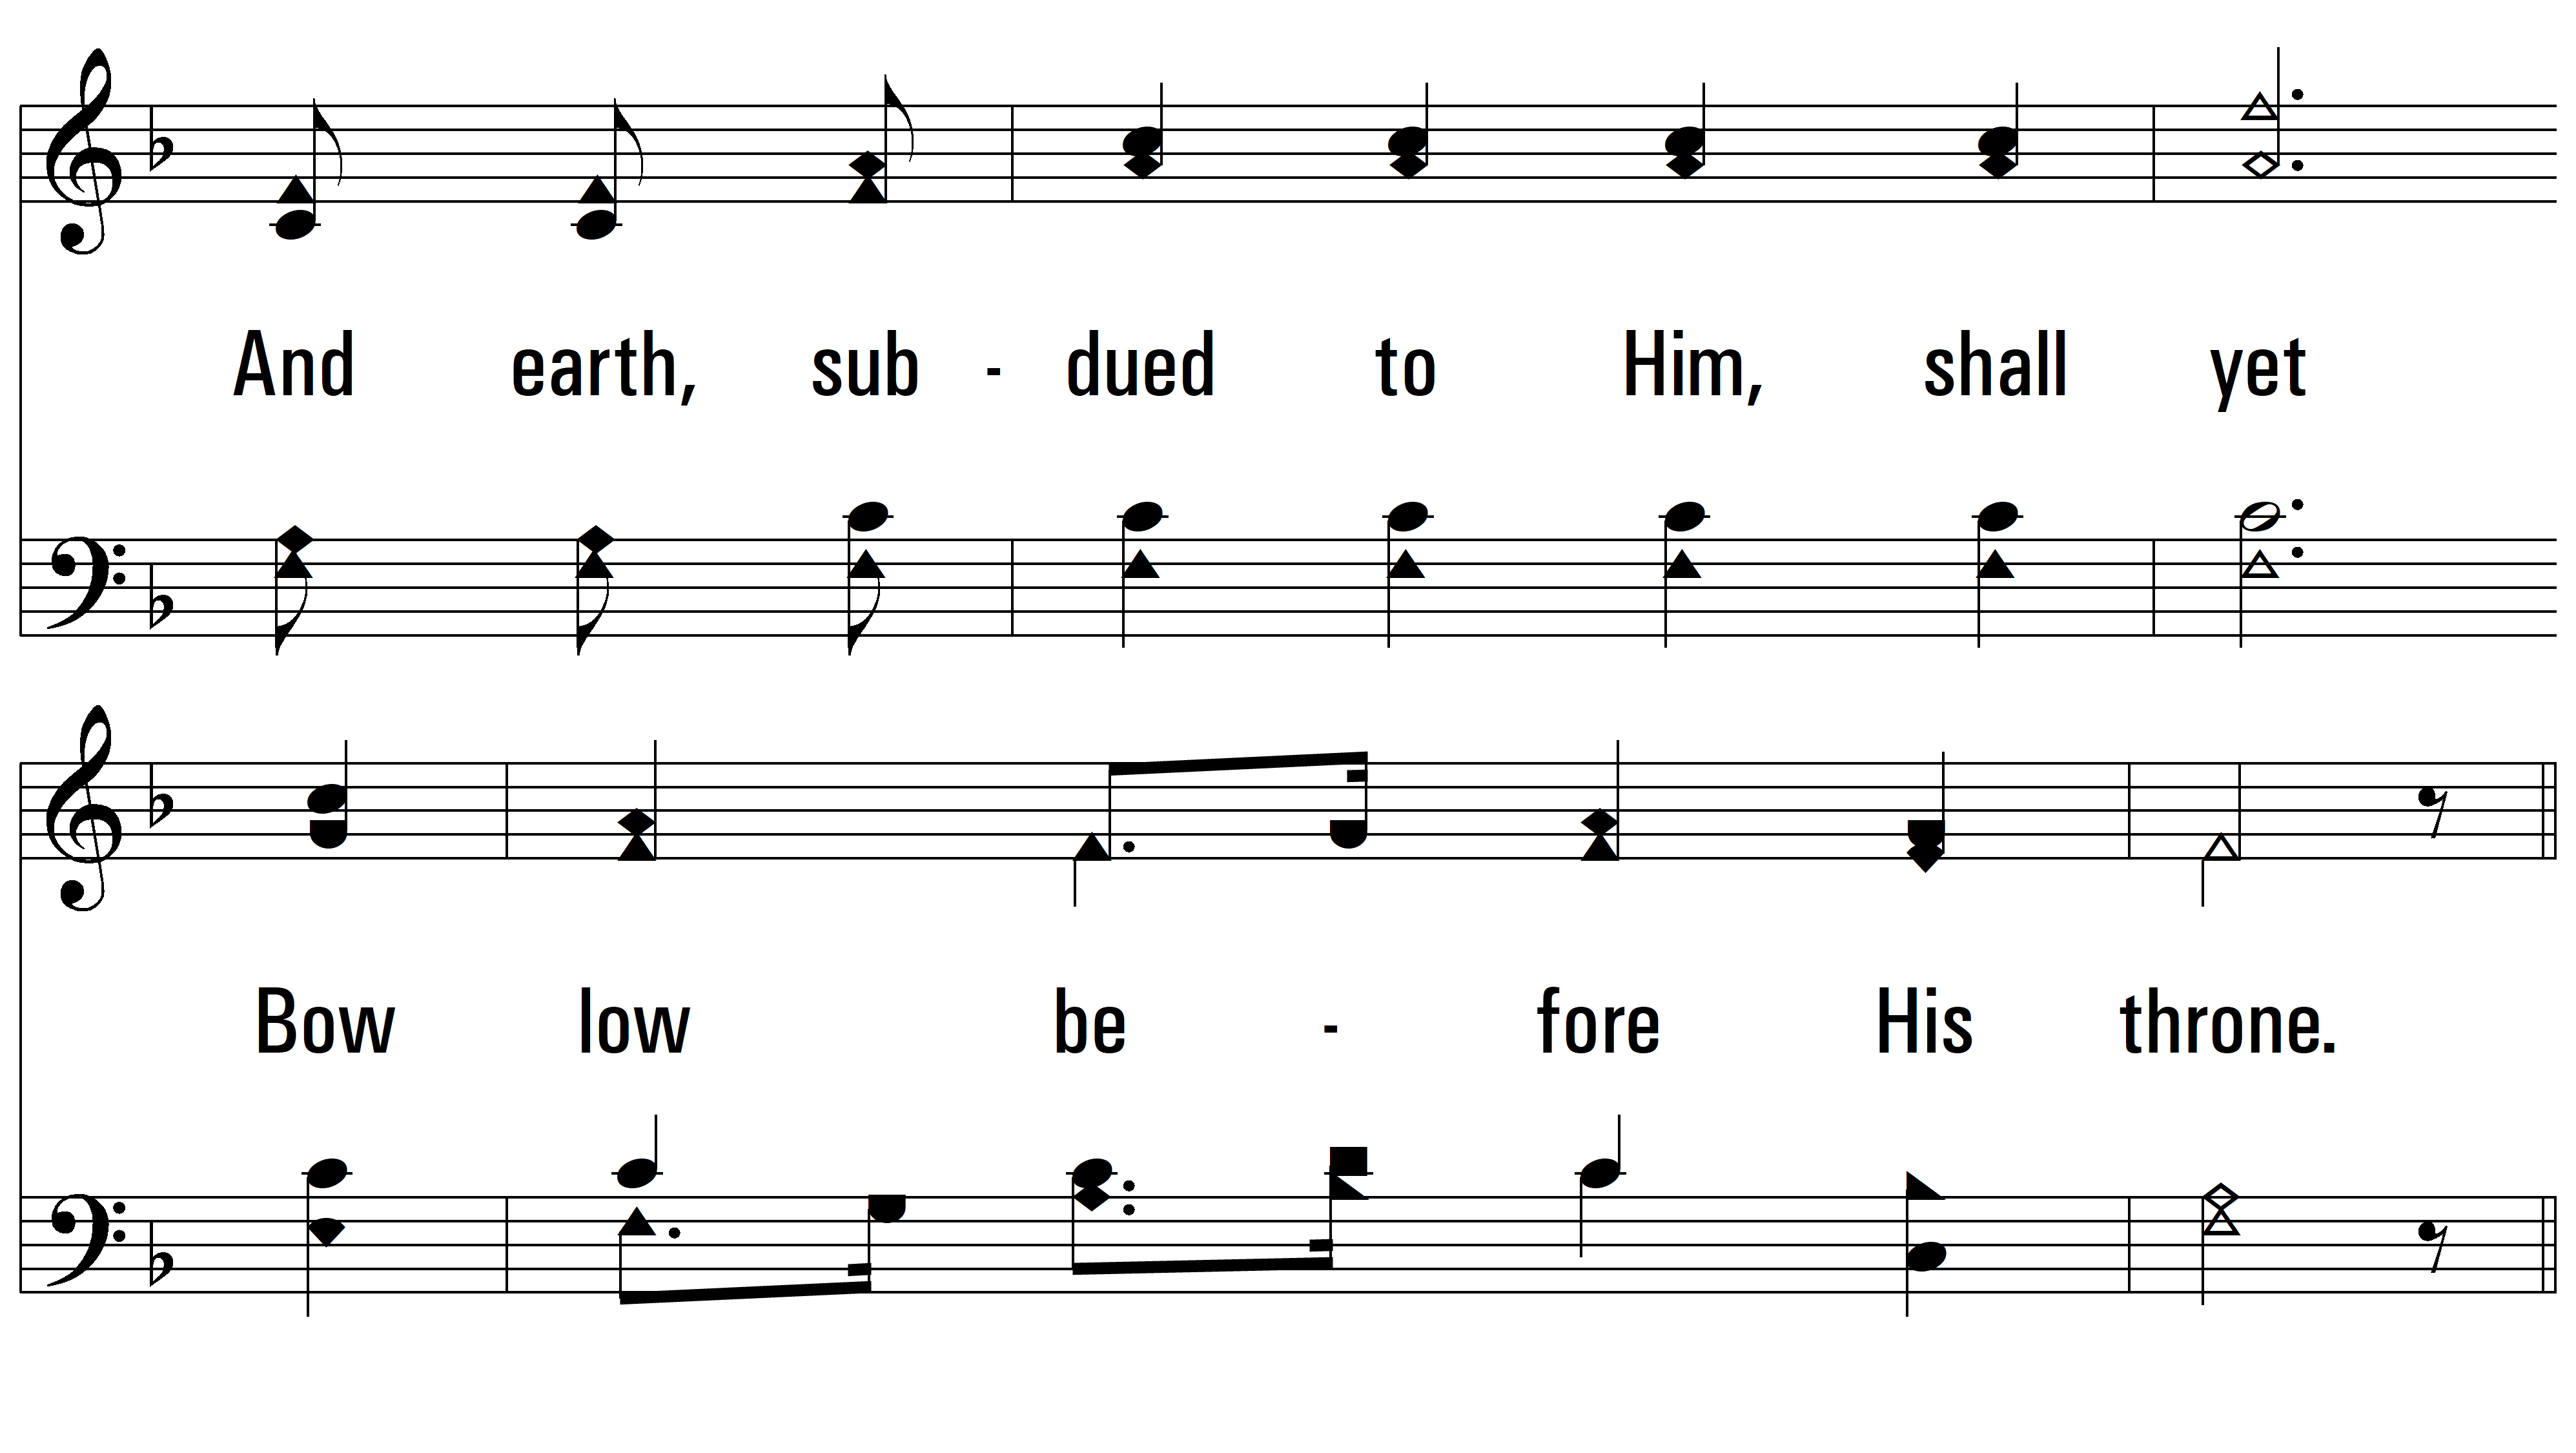 And earth, sub - dued to Him, shall yet
Bow low be - fore His throne.